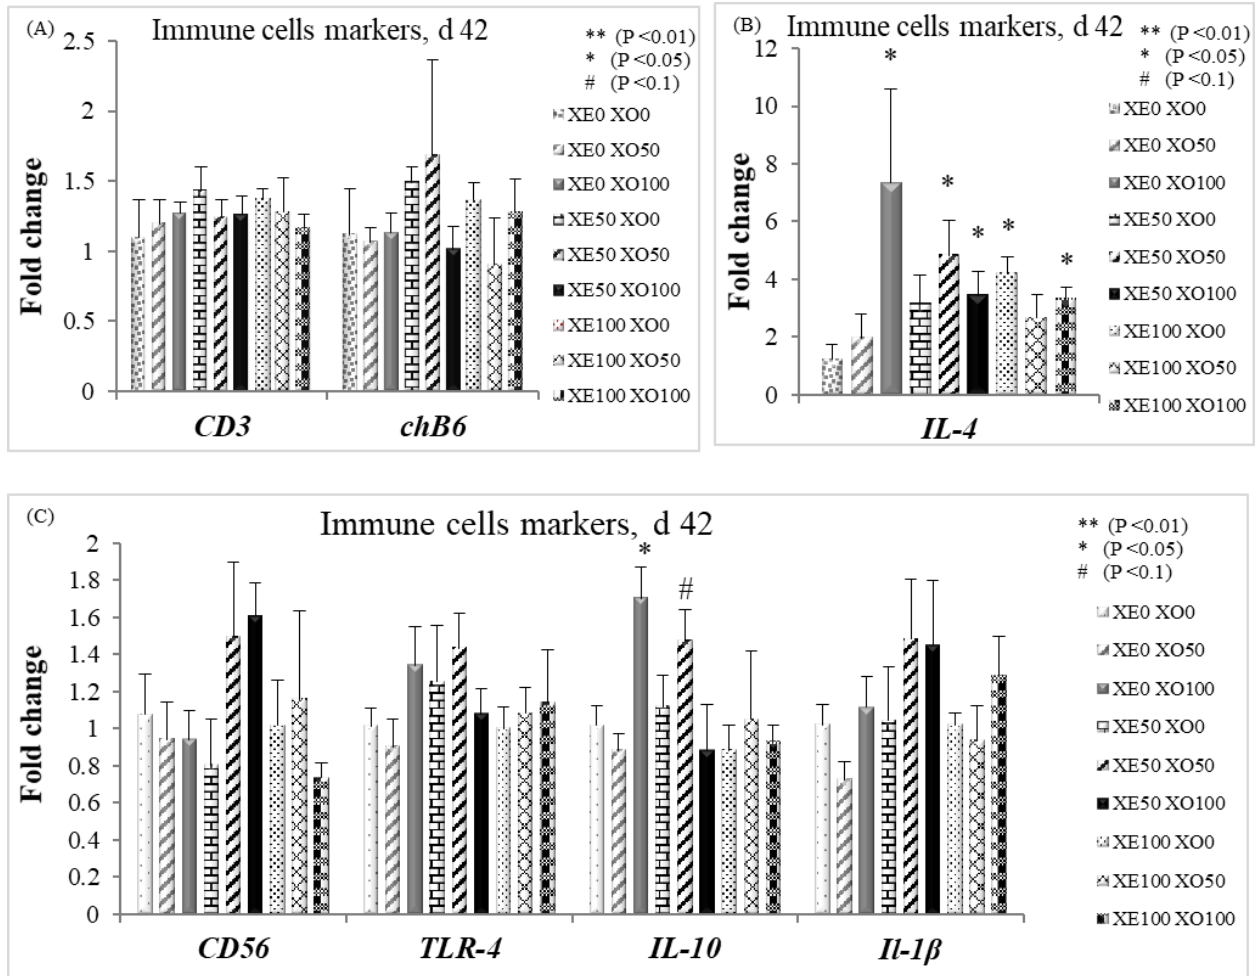 (A)
Immune cells markers, d 42
** (P <0.01)
* (P <0.05)
# (P <0.1)
Fold change
2.5
2
1.5
1
0.5
0
CD3
chB6
XE0 XO0
XE0 XO50
XE0 XO100
XE50 XO0
XE50 XO50
XE50 XO100
XE100 XO0
XE100 XO50
XE100 XO100
(B)
Immune cells markers, d 42
** (P <0.01)
* (P <0.05)
# (P <0.1)
Fold change
12
10
8
6
4
2
0
*
*
*
*
*
IL-4
XE0 XO0
XE0 XO50
XE0 XO100
XE50 XO0
XE50 XO50
XE50 XO100
XE100 XO0
XE100 XO50
XE100 XO100
(C)
Immune cells markers, d 42
** (P <0.01)
* (P <0.05)
# (P <0.1)
Fold change
2
1.8
1.6
1.4
1.2
1
0.8
0.6
0.4
0.2
0
*
#
CD56
TLR-4
IL-10
Il-1β
XE0 XO0
XE0 XO50
XE0 XO100
XE50 XO0
XE50 XO50
XE50 XO100
XE100 XO0
XE100 XO50
XE100 XO100